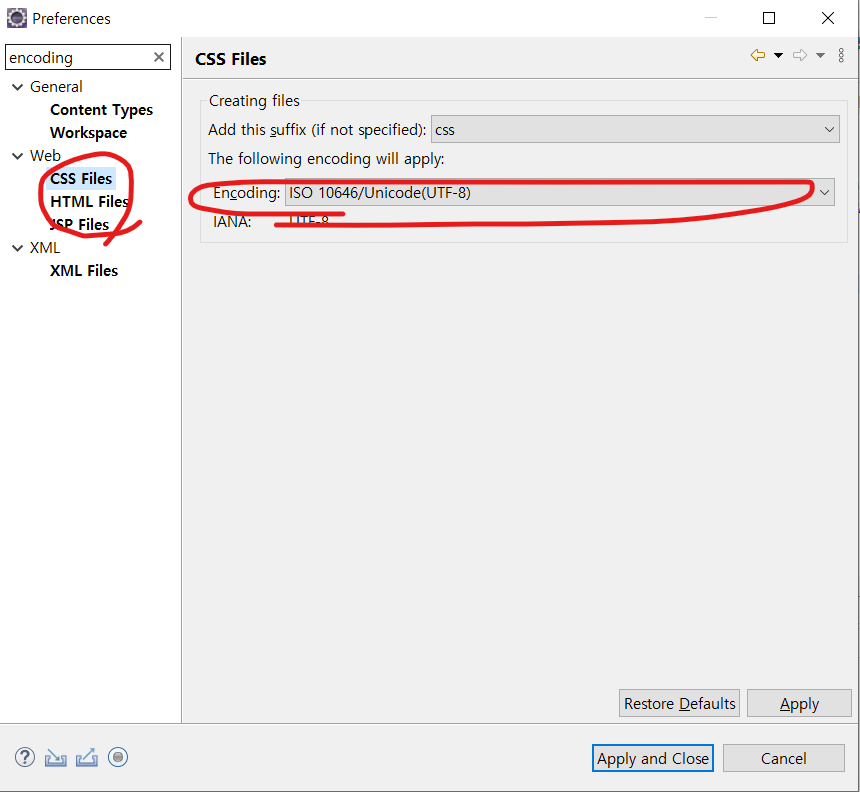 Preferences
encoding
General
Content Types
Workspace
Web
CSS Files
HTML Files
JSP Files
XML
XML Files
CSS Files
Creating files
Add this suffix (if not specified): css
The following encoding will apply:
Encoding: ISO 10646/Unicode(UTF-8)
IANA: UTF-8
Restore Defaults Apply
Apply and Close Cancel